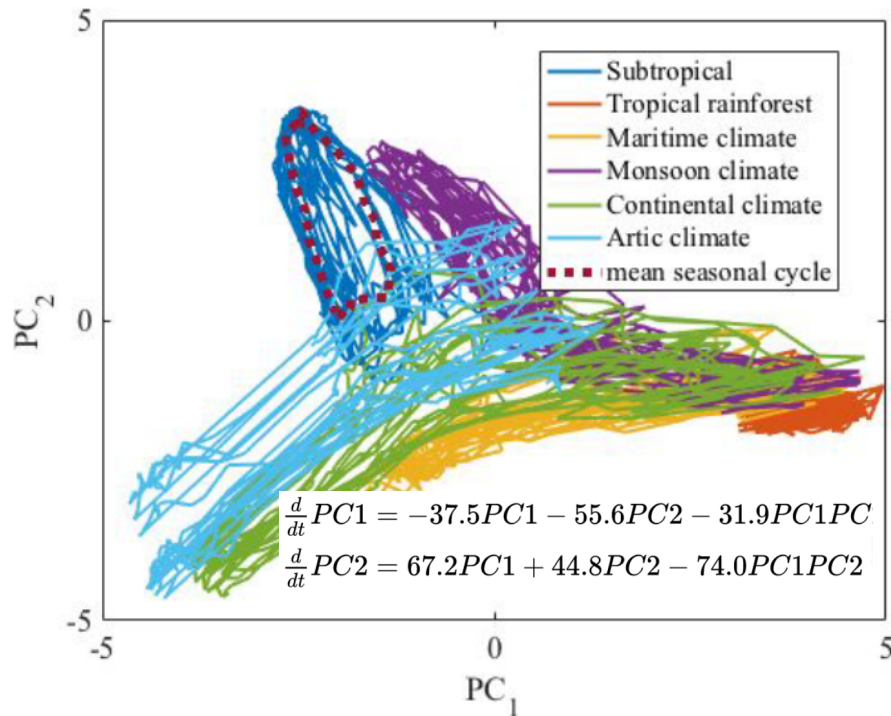 5
0
-5
-5
0
5
PC2
PC1
Subtropical
Tropical rainforest
Maritime climate
Monsoon climate
Continental climate
Artic climate
mean seasonal cycle
d/dt PC1 = −37.5PC1 − 55.6PC2 − 31.9PC1PC
d/dt PC2 = 67.2PC1 + 44.8PC2 − 74.0PC1PC2